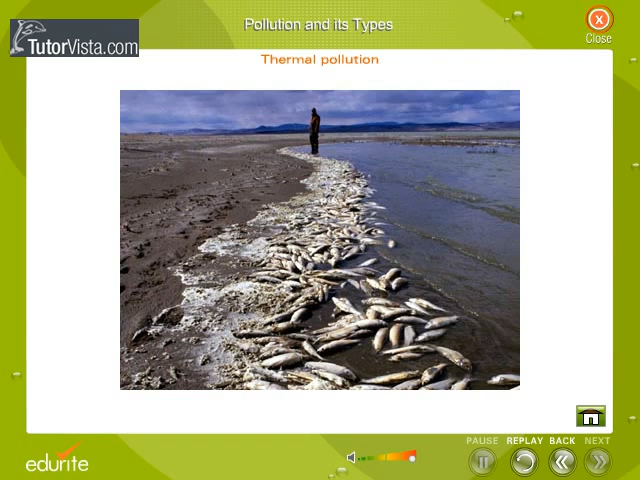 Pollution and its Types
TutorVista.com
Close
Thermal pollution
PAUSE REPLAY BACK NEXT
edurite